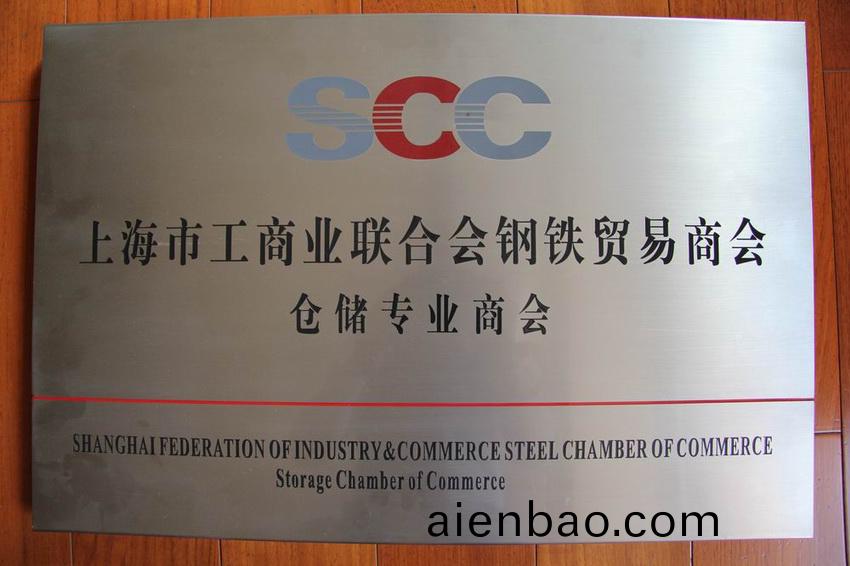 SCC
上海市工商业联合会钢铁贸易商会
仓储专业商会
SHANGHAI FEDERATION OF INDUSTRY&COMMERCE STEEL CHAMBER OF COMMERCE
Storage Chamber of Commerce
aienbao.com